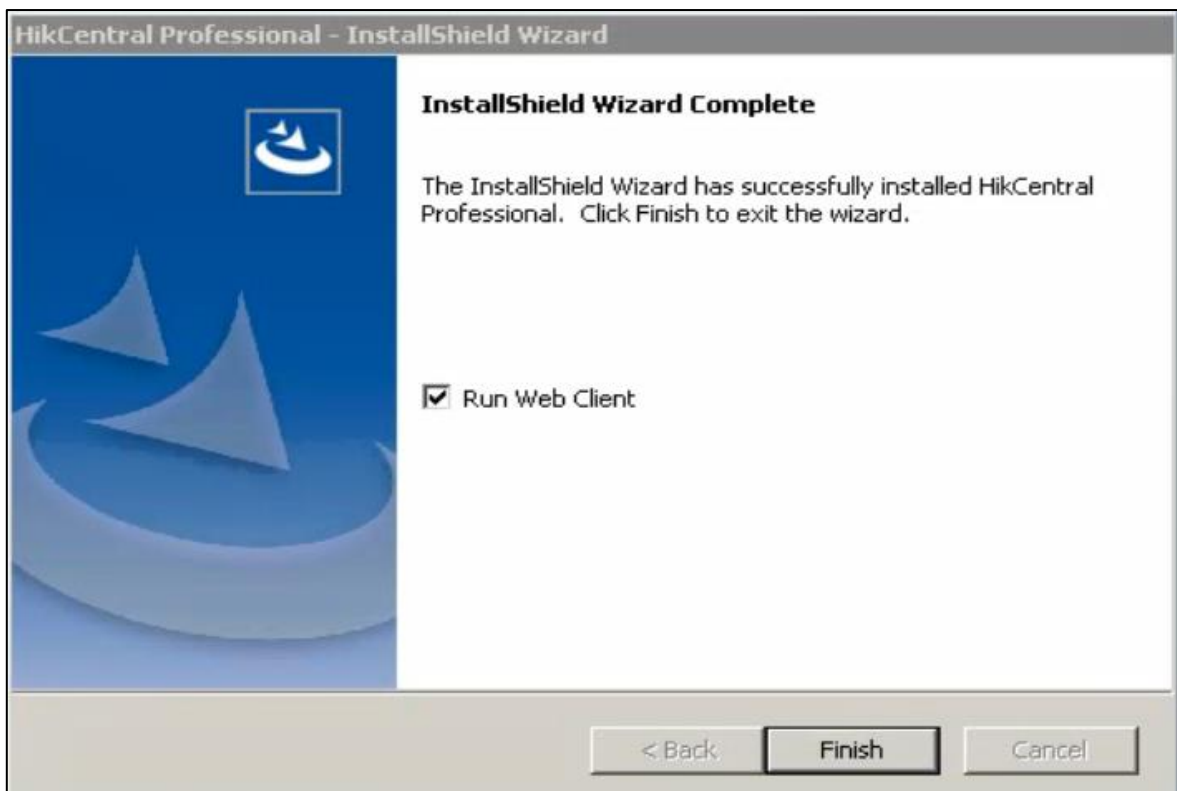 HikCentral Professional - InstallShield Wizard
InstallShield Wizard Complete
The InstallShield Wizard has successfully installed HikCentral
Professional. Click Finish to exit the wizard.
Run Web Client
< Back
Finish
Cancel